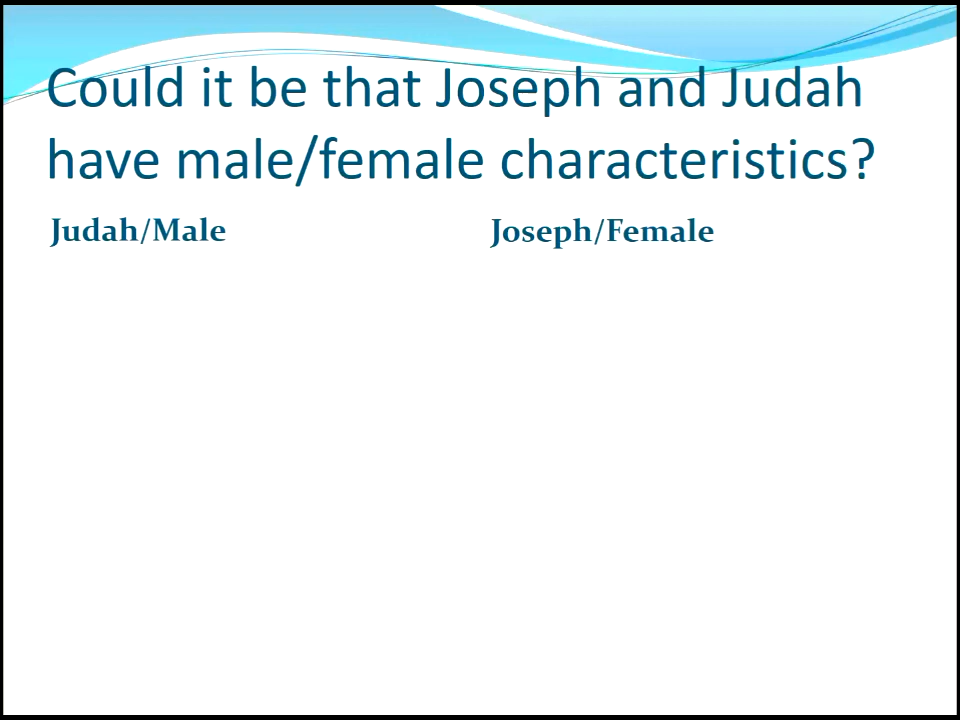 Could it be that Joseph and Judah
have male/female characteristics?
Judah/Male
Joseph/Female